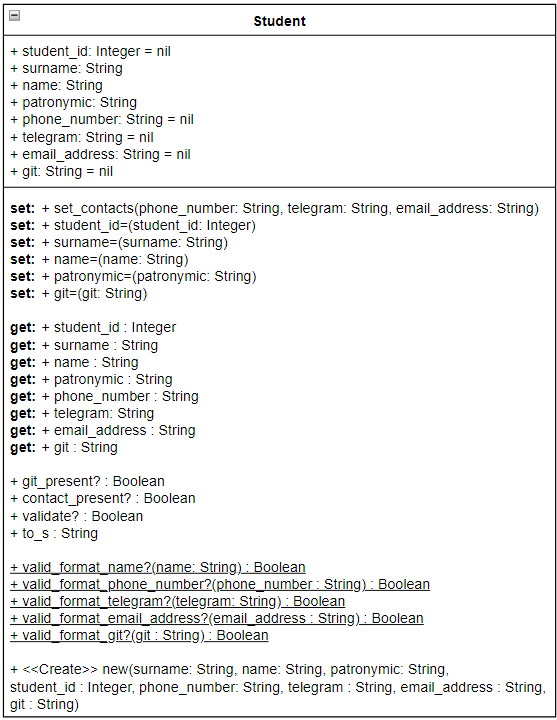 Student
+ student_id: Integer = nil
+ surname: String
+ name: String
+ patronymic: String
+ phone_number: String = nil
+ telegram: String = nil
+ email_address: String = nil
+ git: String = nil
set: + set_contacts(phone_number: String, telegram: String, email_address: String)
set: + student_id=(student_id: Integer)
set: + surname=(surname: String)
set: + name=(name: String)
set: + patronymic=(patronymic: String)
set: + git=(git: String)
get: + student_id : Integer
get: + surname : String
get: + name : String
get: + patronymic : String
get: + phone_number : String
get: + telegram: String
get: + email_address : String
get: + git : String
+ git_present? : Boolean
+ contact_present? : Boolean
+ validate? : Boolean
+ to_s : String
+ valid_format_name?(name: String) : Boolean
+ valid_format_phone_number?(phone_number : String) : Boolean
+ valid_format_telegram?(telegram: String) : Boolean
+ valid_format_email_address?(email_address : String) : Boolean
+ valid_format_git?(git : String) : Boolean
+ <<Create>> new(surname: String, name: String, patronymic: String,
student_id : Integer, phone_number: String, telegram : String, email_address : String,
git : String)